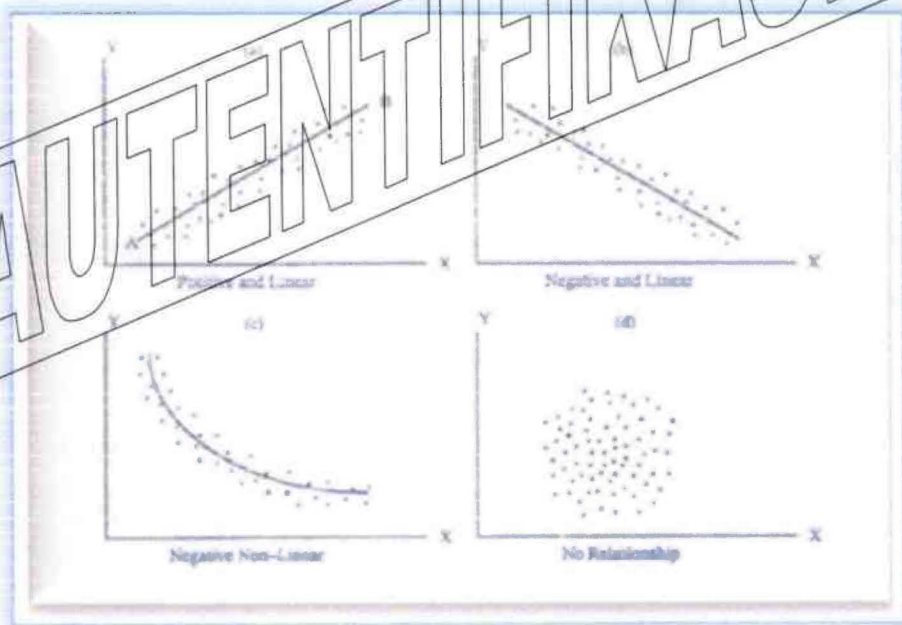 AUTENTIFIKAC
Y (a)
Y (b)
B
A
X
X
Positive and Linear
Negative and Linear
Y (c)
Y (d)
X
X
Negative Non-Linear
No Relationship